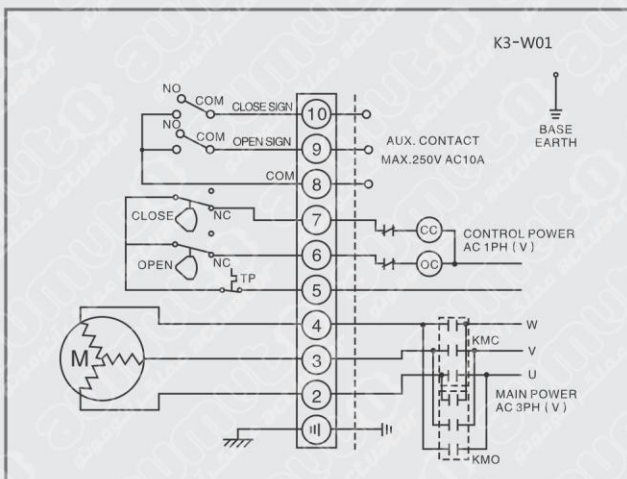 K3-W01
NO
COM
CLOSE SIGN
10
BASE
EARTH
NO
COM
OPEN SIGN
9
AUX. CONTACT
MAX.250V AC10A
COM
8
CLOSE
NC
7
CC
CONTROL POWER
AC 1PH ( V )
OPEN
NC
6
OC
TP
5
4
W
KMC
M
3
V
2
U
MAIN POWER
AC 3PH ( V )
KMO